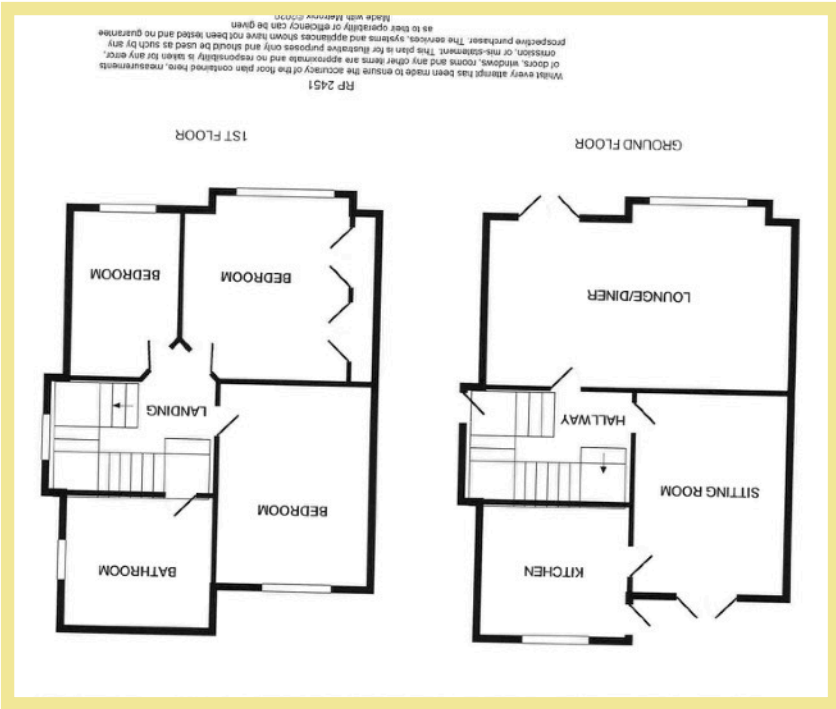 KITCHEN
SITTING ROOM
HALLWAY
LOUNGE/DINER
GROUND FLOOR
BATHROOM
BEDROOM
LANDING
BEDROOM
BEDROOM
1ST FLOOR
RP 2451
Whilst every attempt has been made to ensure the accuracy of the floor plan contained here, measurements
of doors, windows, rooms and any other items are approximate and no responsibility is taken for any error,
omission, or mis-statement. This plan is for illustrative purposes only and should be used as such by any
prospective purchaser. The services, systems and appliances shown have not been tested and no guarantee
as to their operability or efficiency can be given
Made with Metropix ©2020